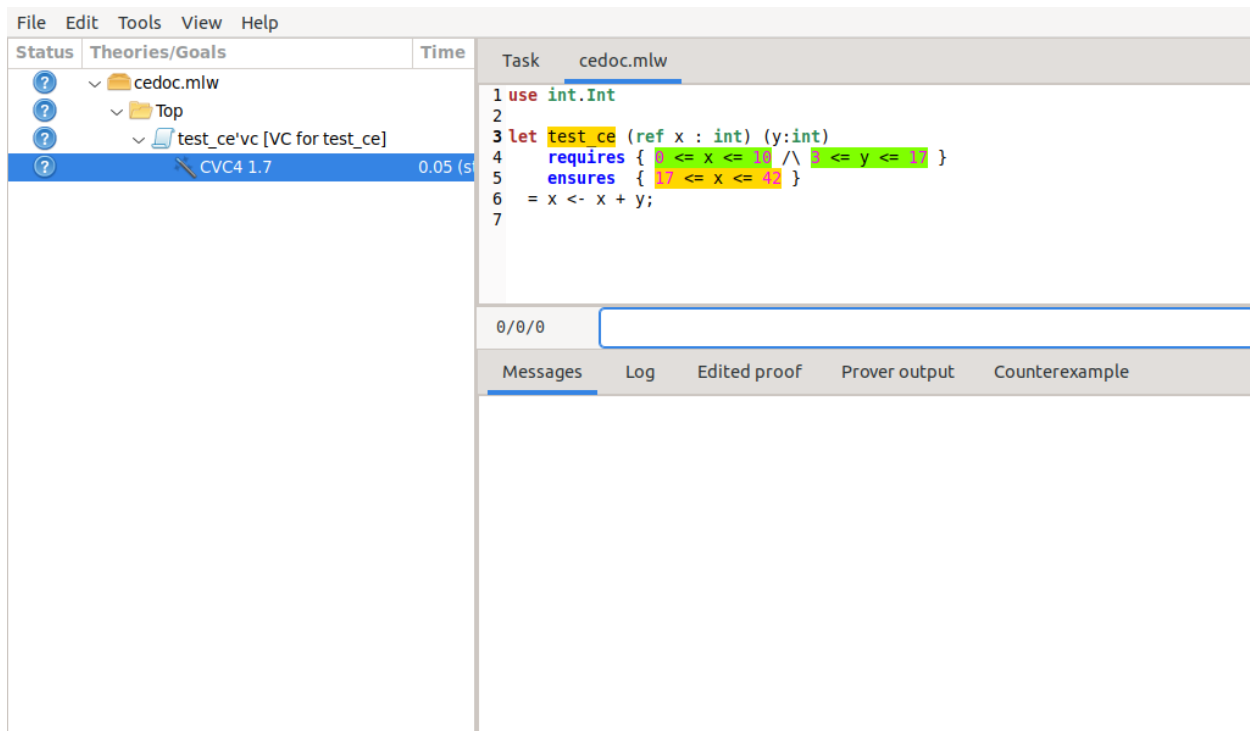 File Edit Tools View Help
Status Theories/Goals Time
cedoc.mlw
Top
test_ce'vc [VC for test_ce]
CVC4 1.7 0.05 (st
Task cedoc.mlw
1 use int.Int
2
3 let test_ce (ref x : int) (y:int)
4     requires { 0 <= x <= 10 /\ 3 <= y <= 17 }
5     ensures  { 17 <= x <= 42 }
6   = x <- x + y;
7
0/0/0
Messages Log Edited proof Prover output Counterexample